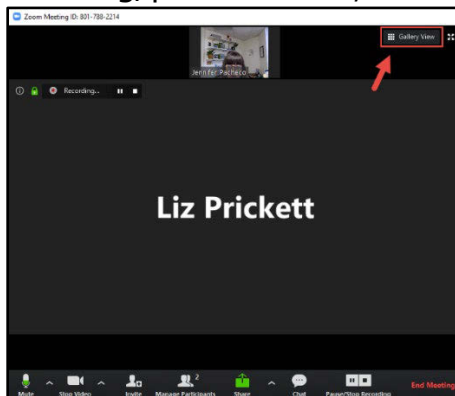 Zoom Meeting ID: 801-788-2214
Gallery View
Jennifer Pacheco
Recording...
Liz Prickett
2
Mute
Stop Video
Invite
Manage Participants
Share
Chat
Pause/Stop Recording
End Meeting